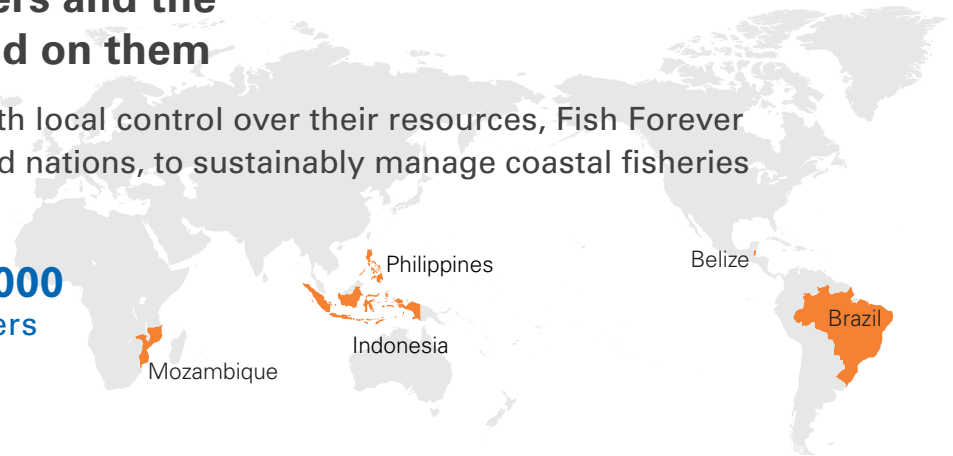 ers and the
d on them
th local control over their resources, Fish Forever
d nations, to sustainably manage coastal fisheries
000
ers
Philippines
Belize
Brazil
Indonesia
Mozambique